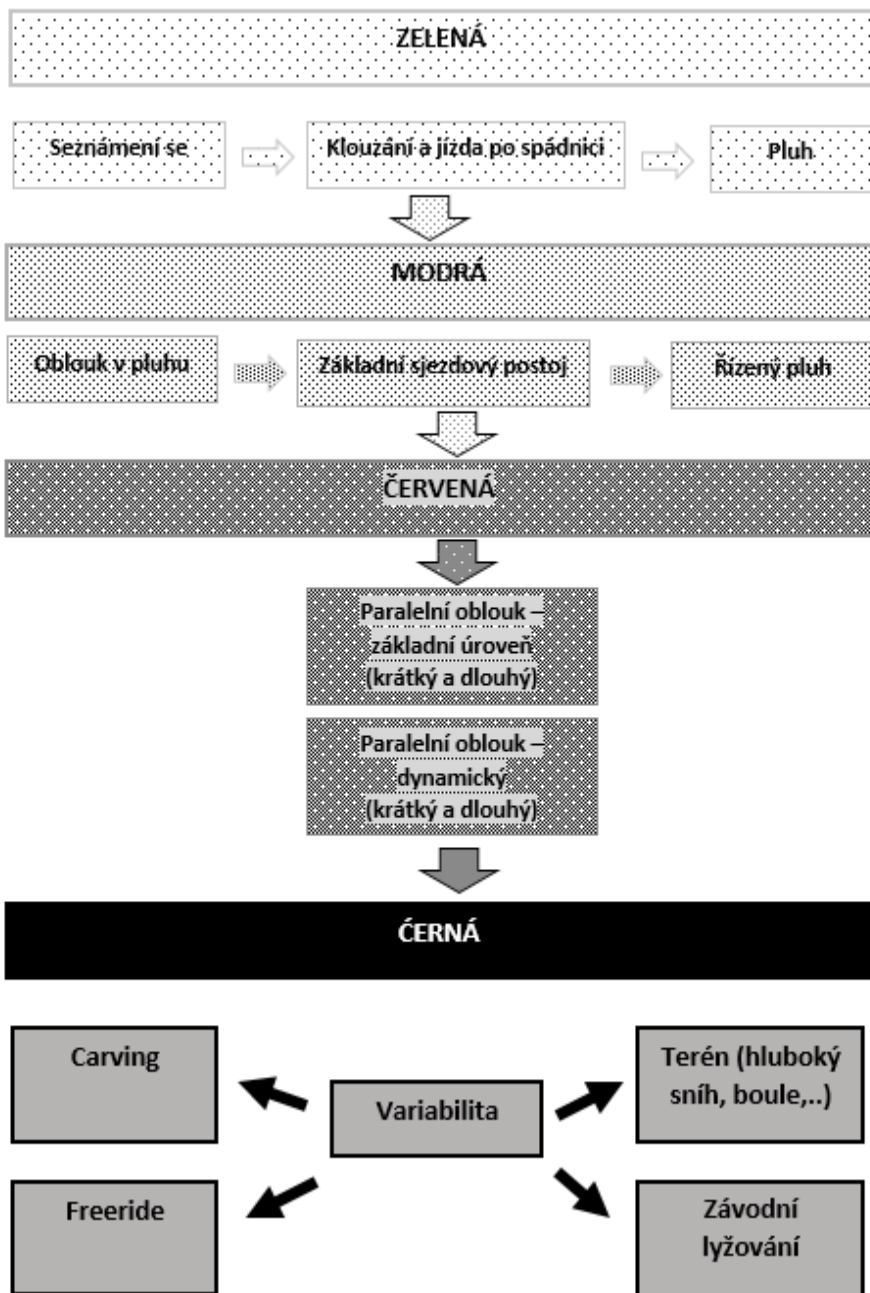 ZELENÁ
Seznámení se
Klouzání a jízda po spádnici
Pluh
MODRÁ
Oblouk v pluhu
Základní sjezdový postoj
Řízený pluh
ČERVENÁ
Paralelní oblouk –
základní úroveň
(krátký a dlouhý)
Paralelní oblouk –
dynamický
(krátký a dlouhý)
ĆERNÁ
Carving
Variabilita
Terén (hluboký
sníh, boule,..)
Freeride
Závodní
lyžování